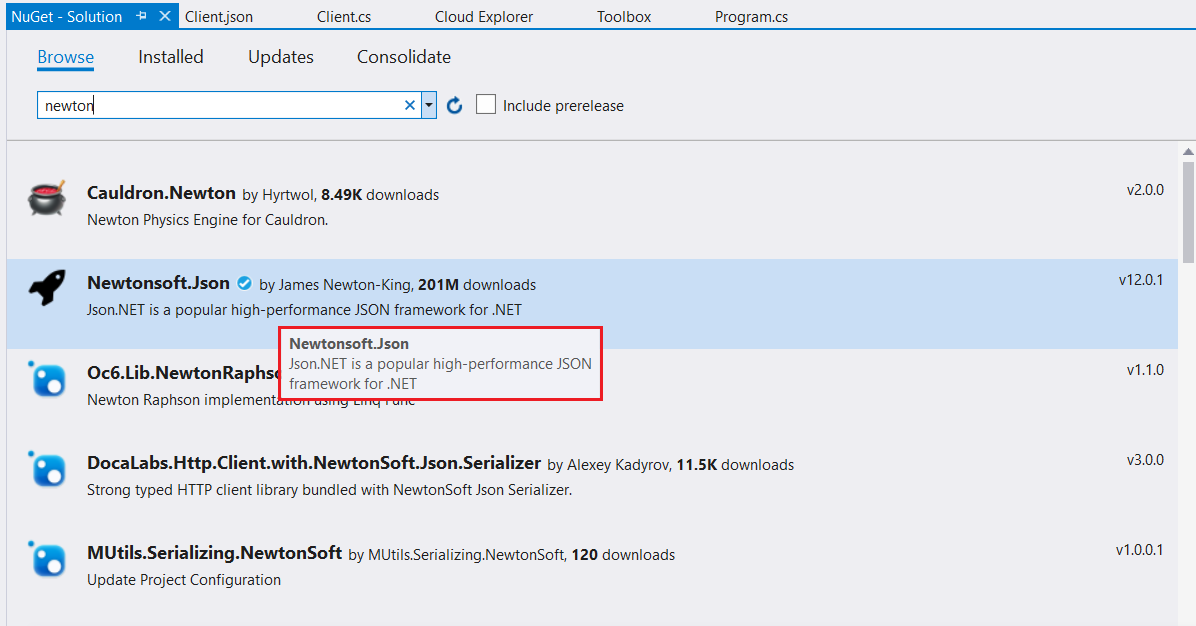 NuGet - Solution
Client.json
Client.cs
Cloud Explorer
Toolbox
Program.cs
Browse
Installed
Updates
Consolidate
newton
Include prerelease
Cauldron.Newton by Hyrtwol, 8.49K downloads
v2.0.0
Newton Physics Engine for Cauldron.
Newtonsoft.Json by James Newton-King, 201M downloads
v12.0.1
Json.NET is a popular high-performance JSON framework for .NET
Newtonsoft.Json
Json.NET is a popular high-performance JSON
framework for .NET
Oc6.Lib.NewtonRaphso
v1.1.0
Newton Raphson implementation using Linq Func
DocaLabs.Http.Client.with.NewtonSoft.Json.Serializer by Alexey Kadyrov, 11.5K downloads
v3.0.0
Strong typed HTTP client library bundled with NewtonSoft Json Serializer.
MUtils.Serializing.NewtonSoft by MUtils.Serializing.NewtonSoft, 120 downloads
v1.0.0.1
Update Project Configuration